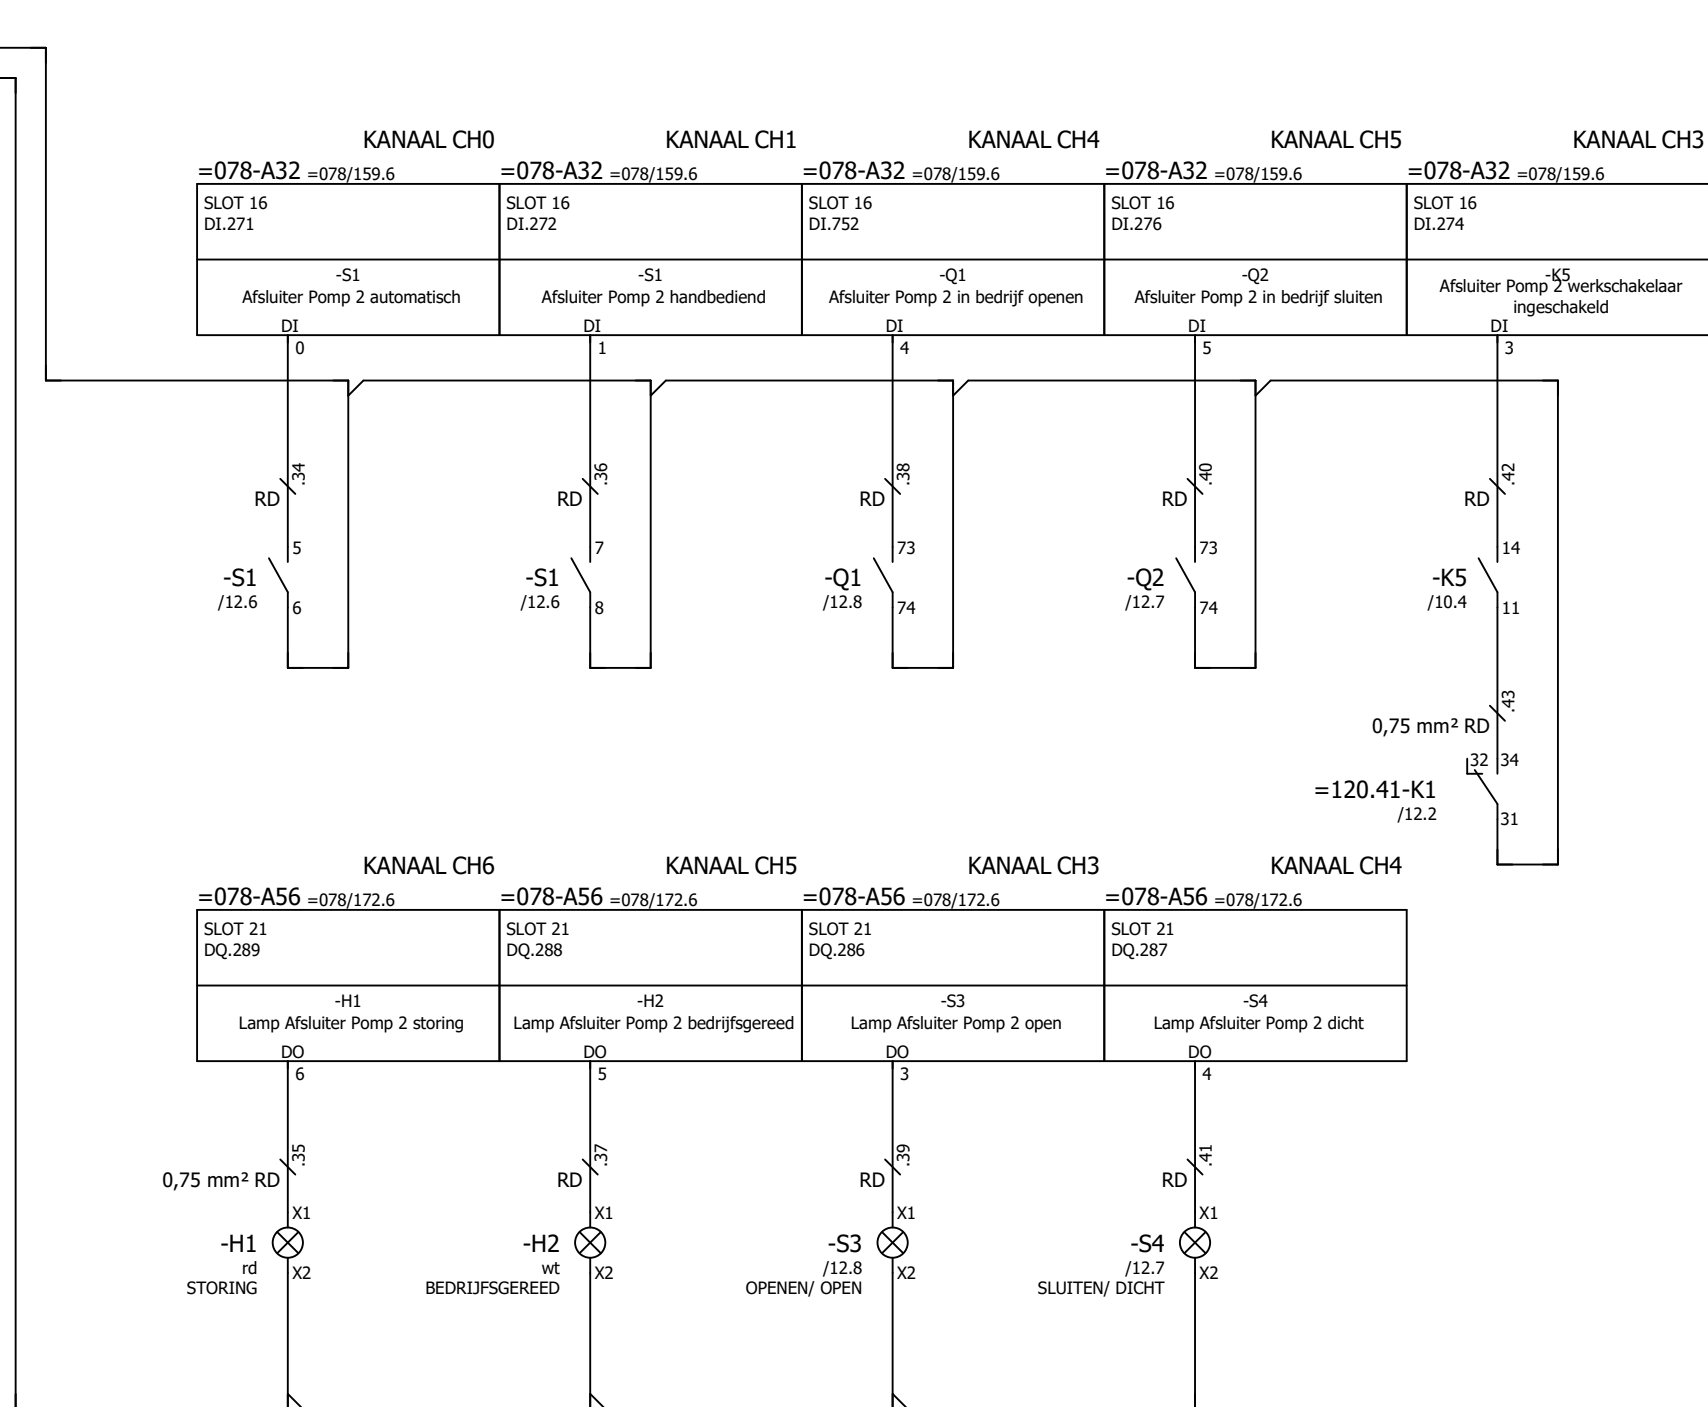 KANAAL CH0 KANAAL CH1 KANAAL CH4 KANAAL CH5 KANAAL CH3
=078-A32 =078/159.6 =078-A32 =078/159.6 =078-A32 =078/159.6 =078-A32 =078/159.6 =078-A32 =078/159.6
SLOT 16 SLOT 16 SLOT 16 SLOT 16 SLOT 16
DI.271 DI.272 DI.752 DI.276 DI.274
-S1 -S1 -Q1 -Q2 -K5
Afsluiter Pomp 2 automatisch Afsluiter Pomp 2 handbediend Afsluiter Pomp 2 in bedrijf openen Afsluiter Pomp 2 in bedrijf sluiten Afsluiter Pomp 2 werkschakelaar
ingeschakeld
DI DI DI DI DI
0 1 4 5 3
.34 .36 .38 .40 .42
RD RD RD RD RD
5 7 73 73 14
-S1 -S1 -Q1 -Q2 -K5
/12.6 /12.6 /12.8 /12.7 /10.4
6 8 74 74 11
.43
0,75 mm² RD
32 34
=120.41-K1
/12.2
31
KANAAL CH6 KANAAL CH5 KANAAL CH3 KANAAL CH4
=078-A56 =078/172.6 =078-A56 =078/172.6 =078-A56 =078/172.6 =078-A56 =078/172.6
SLOT 21 SLOT 21 SLOT 21 SLOT 21
DQ.289 DQ.288 DQ.286 DQ.287
-H1 -H2 -S3 -S4
Lamp Afsluiter Pomp 2 storing Lamp Afsluiter Pomp 2 bedrijfsgereed Lamp Afsluiter Pomp 2 open Lamp Afsluiter Pomp 2 dicht
DO DO DO DO
6 5 3 4
.35 .37 .39 .41
0,75 mm² RD RD RD RD
X1 X1 X1 X1
-H1 -H2 -S3 -S4
rd wt /12.8 /12.7
X2 X2 X2 X2
STORING BEDRIJFSGEREED OPENEN/ OPEN SLUITEN/ DICHT